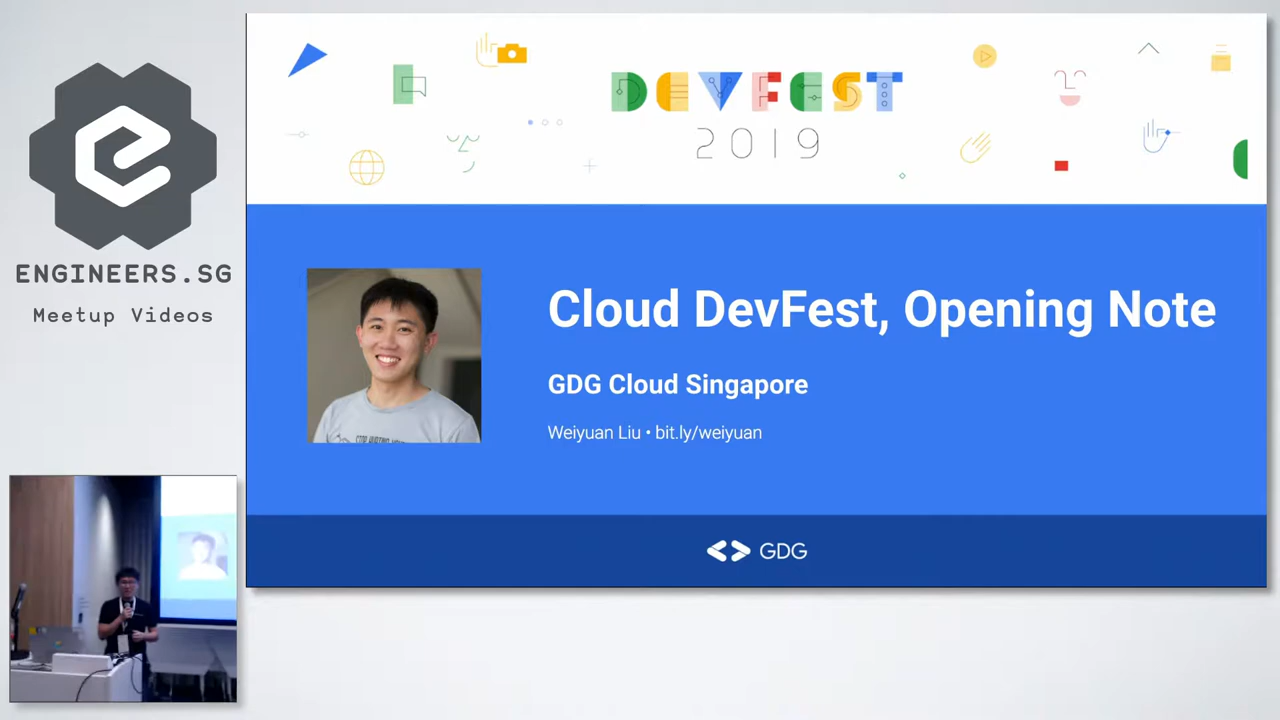 ENGINEERS.SG
Meetup Videos
DEVFEST
2019
Cloud DevFest, Opening Note
GDG Cloud Singapore
Weiyuan Liu • bit.ly/weiyuan
GDG